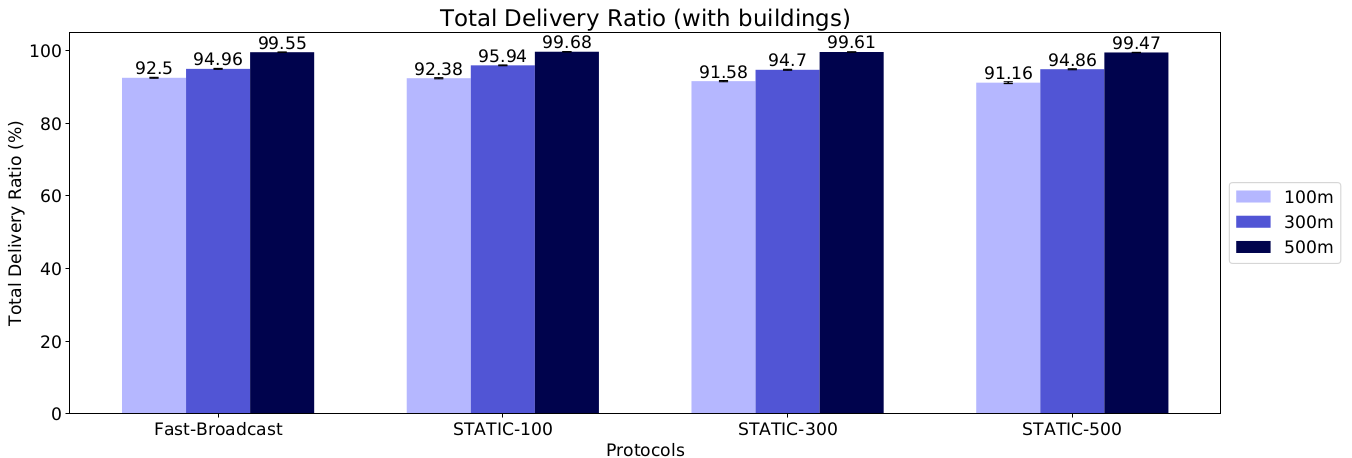 Total Delivery Ratio (with buildings)
Total Delivery Ratio (%)
100
80
60
40
20
0
92.5
94.96
99.55
92.38
95.94
99.68
91.58
94.7
99.61
91.16
94.86
99.47
Fast-Broadcast
STATIC-100
STATIC-300
STATIC-500
Protocols
100m
300m
500m